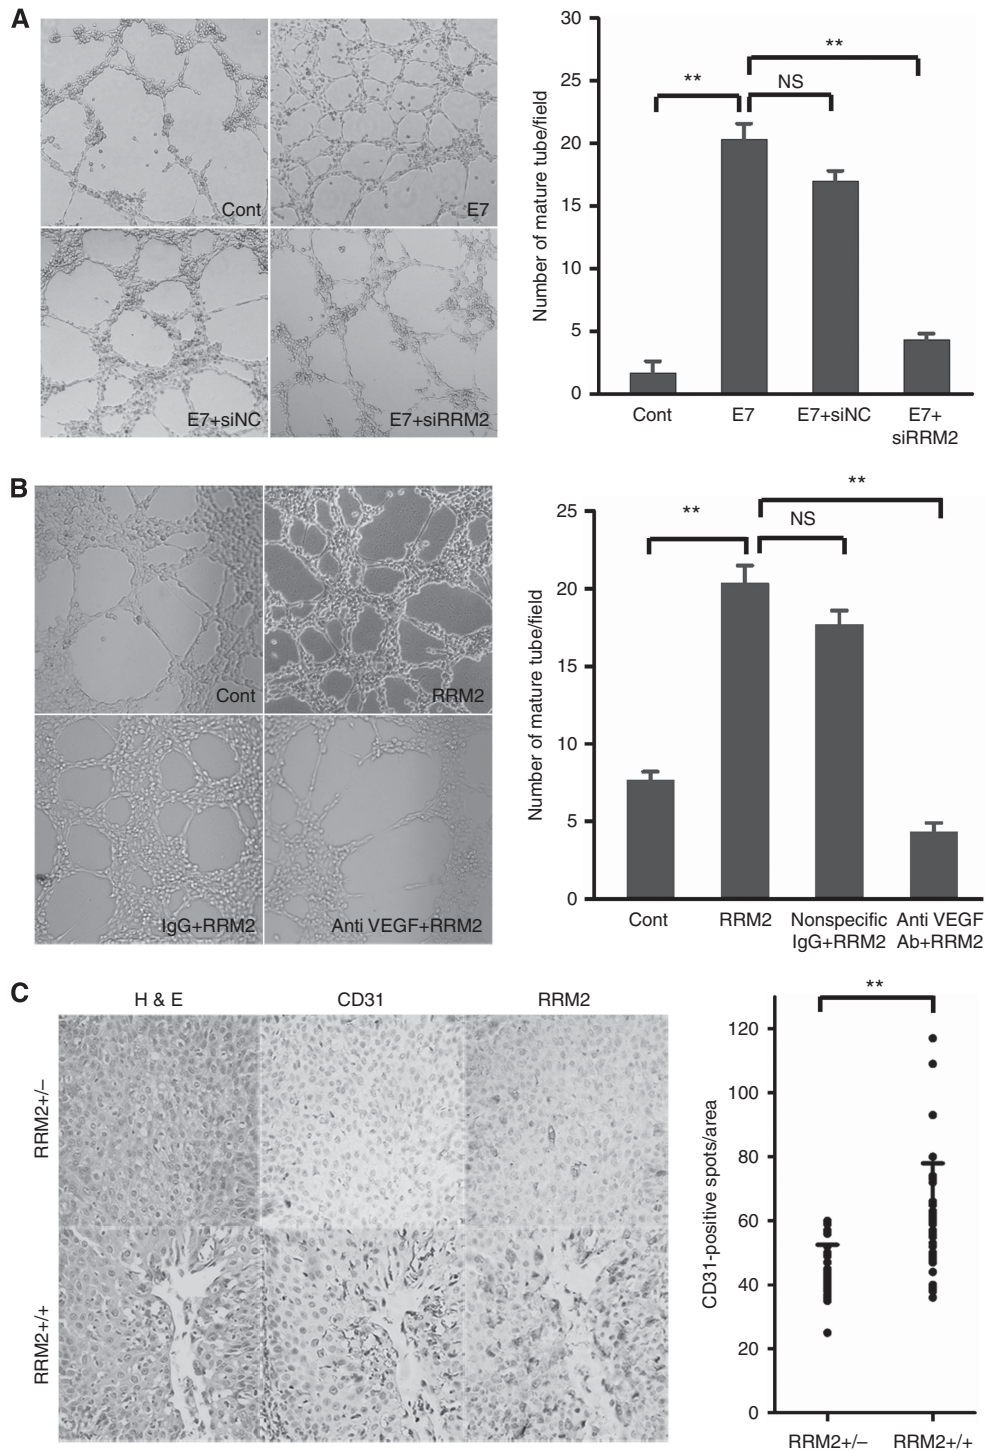 A
Cont
E7
E7+siNC
E7+siRRM2
Number of mature tube/field
30
25
20
15
10
5
0
**
NS
**
Cont
E7
E7+siNC
E7+
siRRM2
B
Cont
RRM2
IgG+RRM2
Anti VEGF+RRM2
Number of mature tube/field
25
20
15
10
5
0
**
NS
**
Cont
RRM2
Nonspecific
IgG+RRM2
Anti VEGF
Ab+RRM2
C
H & E
CD31
RRM2
RRM2+/–
RRM2+/+
CD31-positive spots/area
120
100
80
60
40
20
0
**
RRM2+/–
RRM2+/+